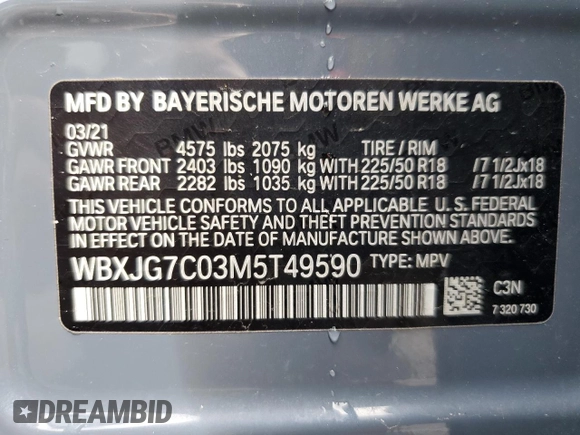 MFD BY BAYERISCHE MOTOREN WERKE AG
03/21
GVWR 4575 lbs 2075 kg TIRE / RIM
GAWR FRONT 2403 lbs 1090 kg WITH 225/50 R18 /7 1/2Jx18
GAWR REAR 2282 lbs 1035 kg WITH 225/50 R18 /7 1/2Jx18
THIS VEHICLE CONFORMS TO ALL APPLICABLE U. S. FEDERAL
MOTOR VEHICLE SAFETY AND THEFT PREVENTION STANDARDS
IN EFFECT ON THE DATE OF MANUFACTURE SHOWN ABOVE.
WBXJG7C03M5T49590 TYPE: MPV
C3N
7 320 730
DREAMBID